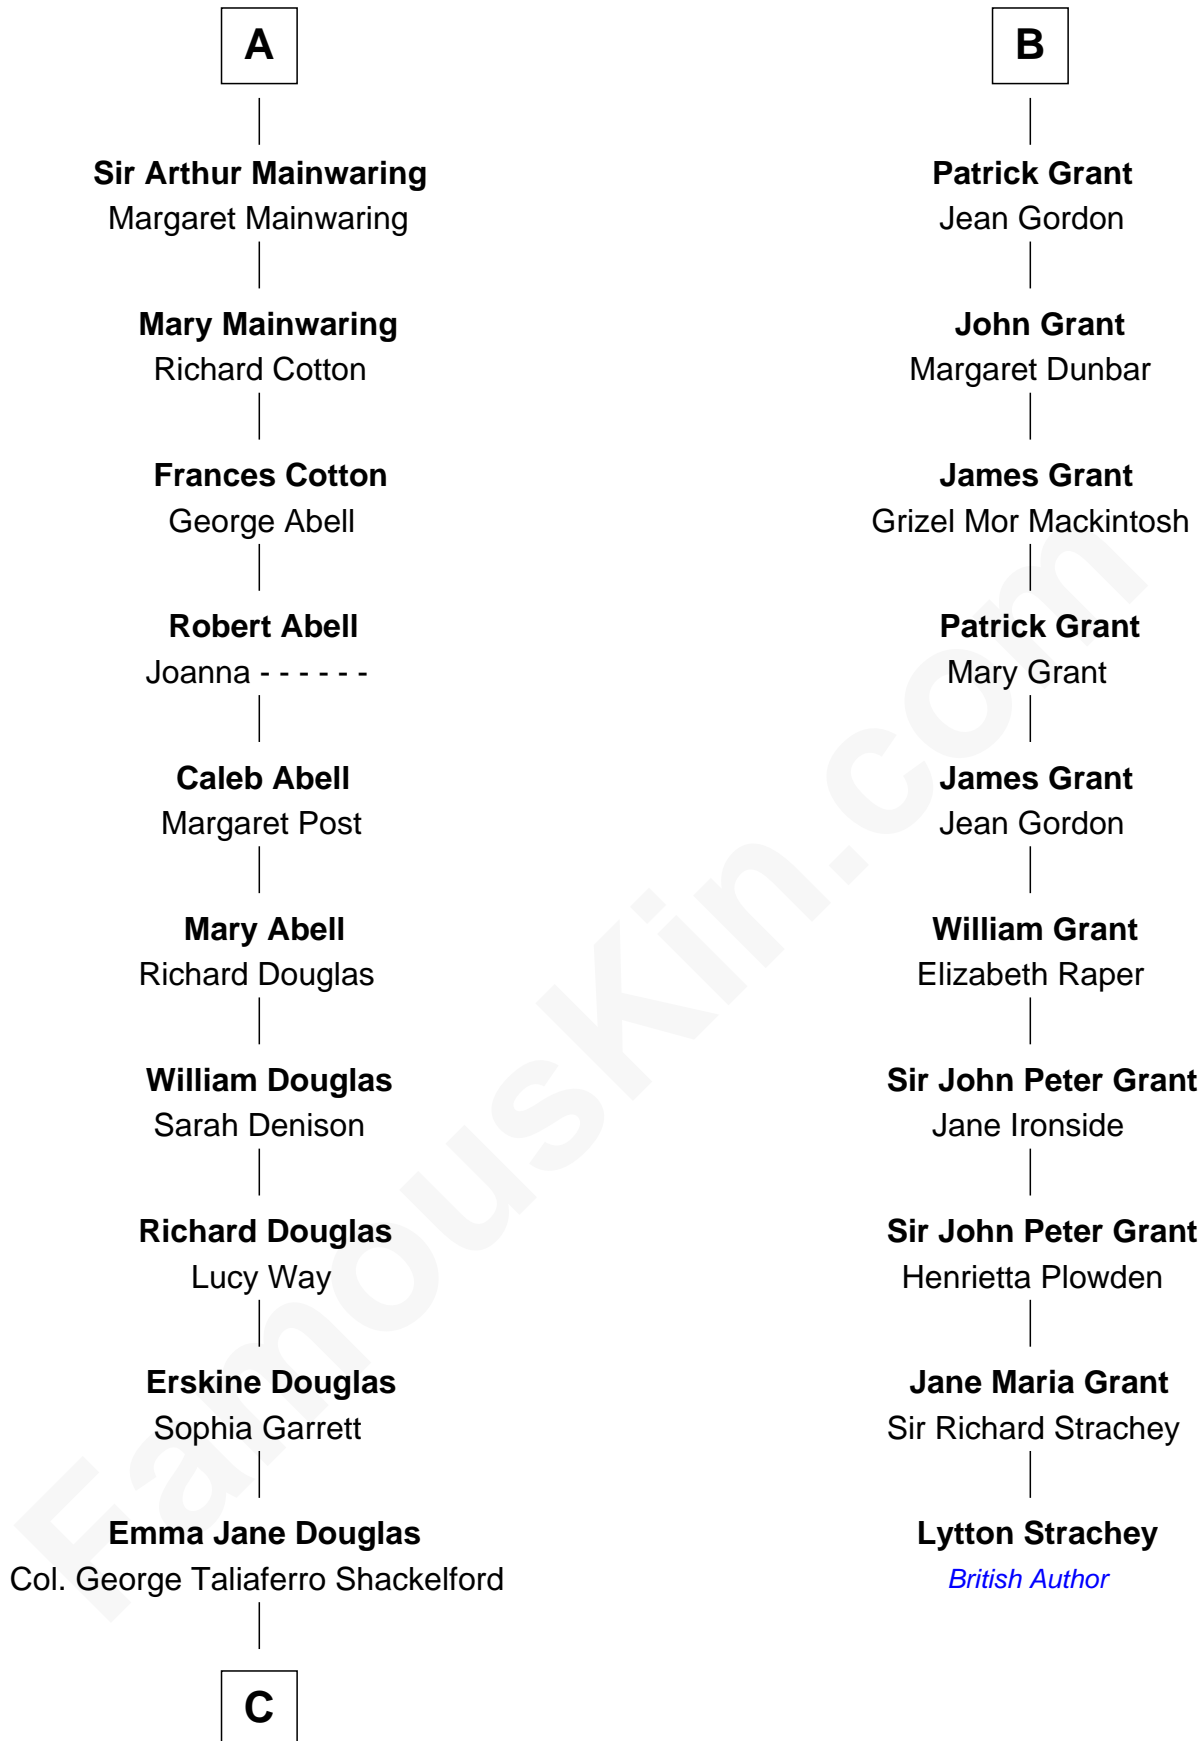 A
Sir Arthur Mainwaring
Margaret Mainwaring
Mary Mainwaring
Richard Cotton
Frances Cotton
George Abell
Robert Abell
Joanna - - - - - -
Caleb Abell
Margaret Post
Mary Abell
Richard Douglas
William Douglas
Sarah Denison
Richard Douglas
Lucy Way
Erskine Douglas
Sophia Garrett
Emma Jane Douglas
Col. George Taliaferro Shackelford
C
B
Patrick Grant
Jean Gordon
John Grant
Margaret Dunbar
James Grant
Grizel Mor Mackintosh
Patrick Grant
Mary Grant
James Grant
Jean Gordon
William Grant
Elizabeth Raper
Sir John Peter Grant
Jane Ironside
Sir John Peter Grant
Henrietta Plowden
Jane Maria Grant
Sir Richard Strachey
Lytton Strachey
British Author
FamousKin.com